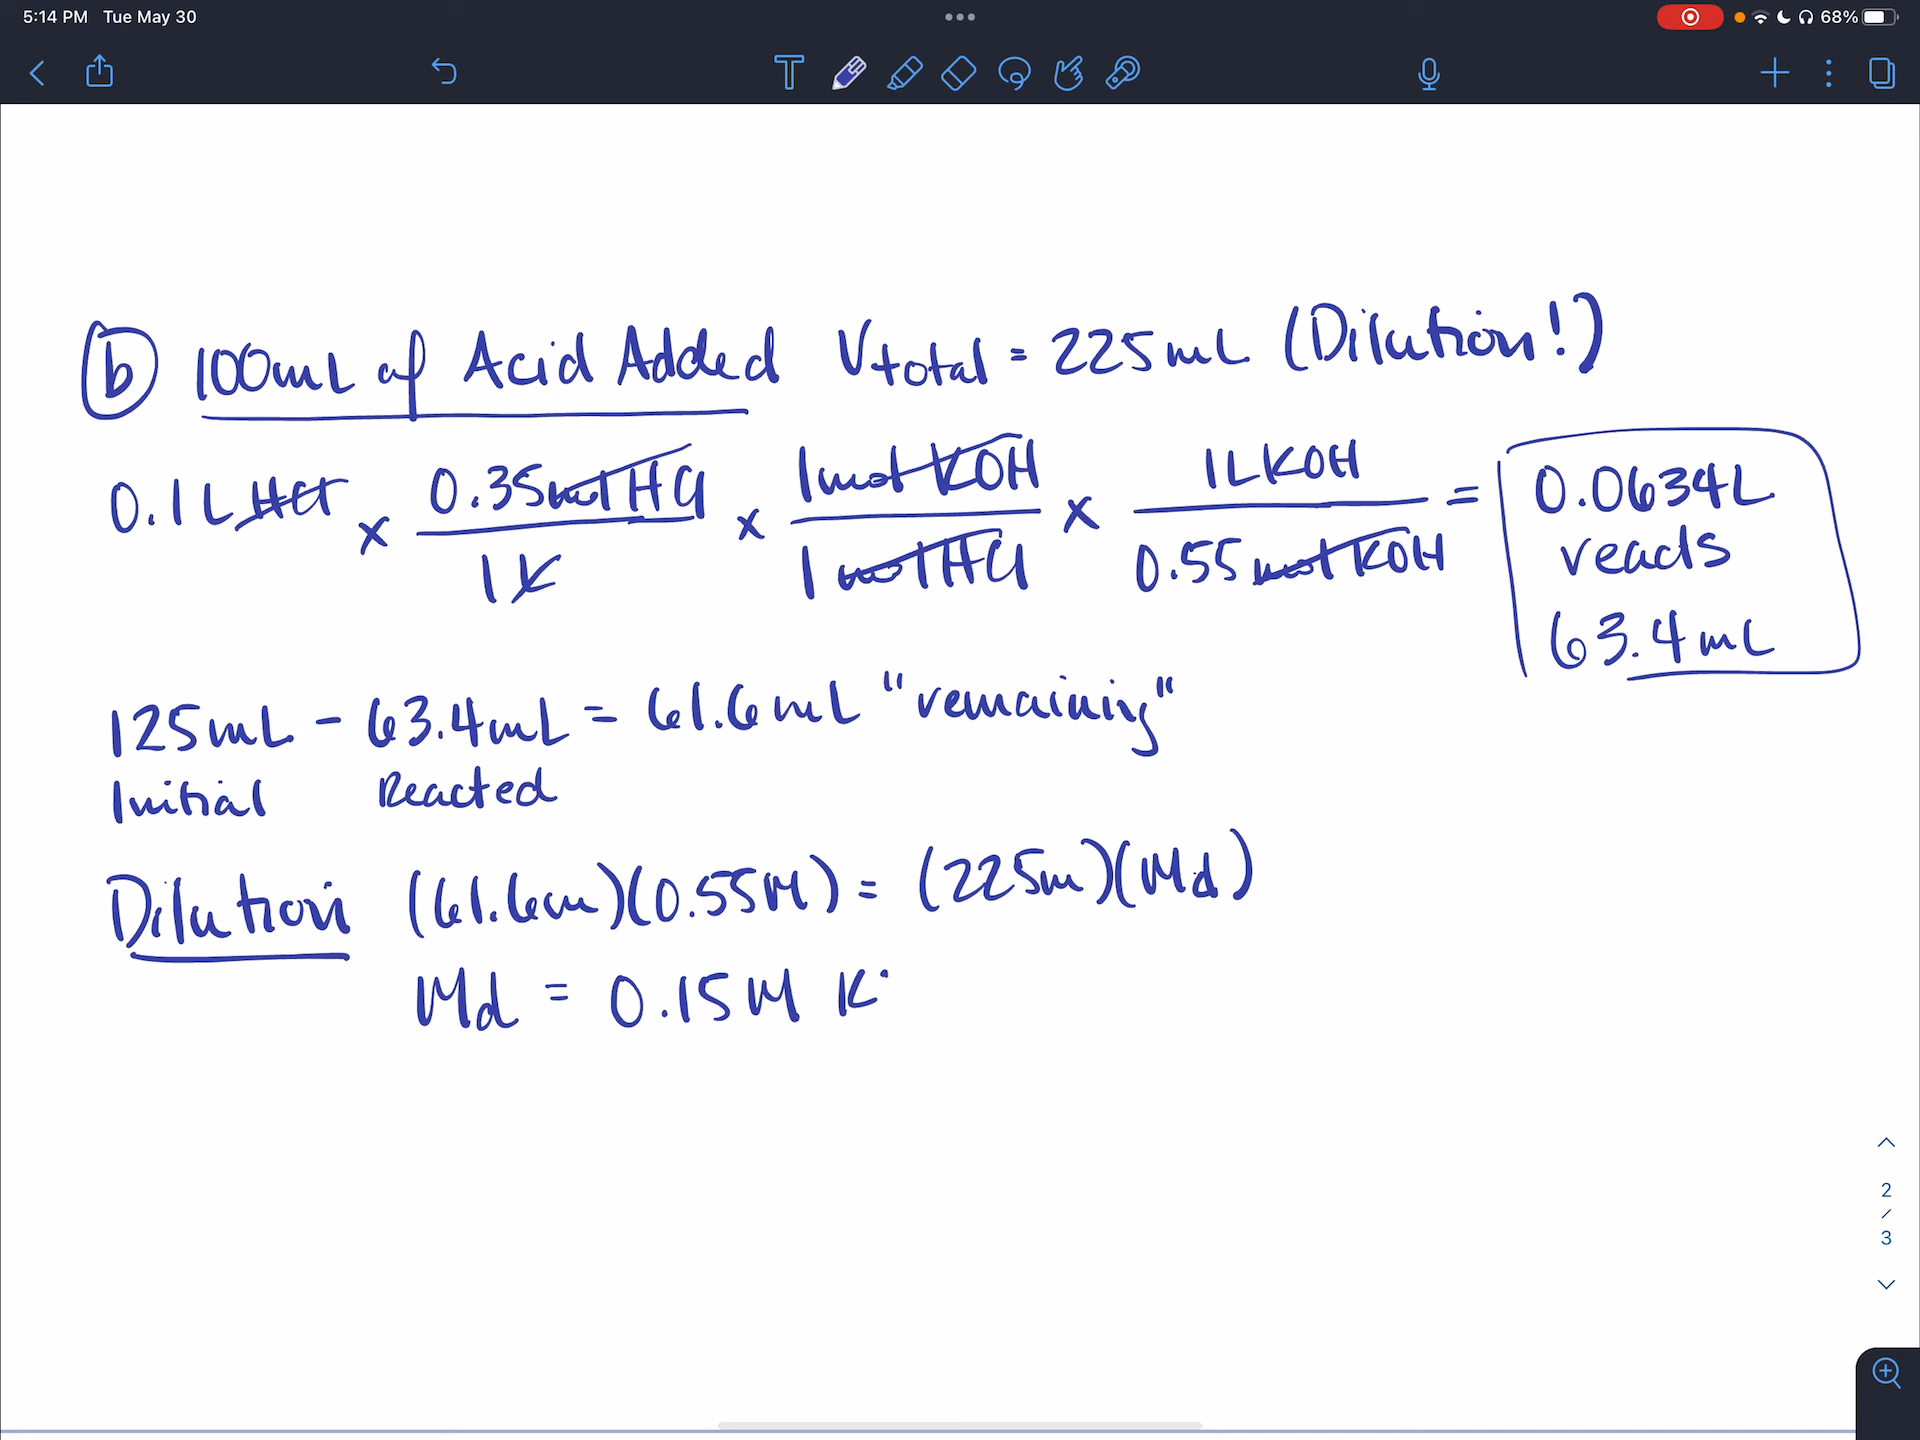 5:14 PM Tue May 30 68%
b 100mL of Acid Added Vtotal = 225mL (Dilution!)
0.1L HCl x 0.35mol HCl / 1L x 1mol KOH / 1mol HCl x 1L KOH / 0.55 mol KOH = 0.0634L
reacts
63.4mL
125mL - 63.4mL = 61.6mL "remaining"
Initial Reacted
Dilution (61.6m)(0.55M) = (225m)(Md)
Md = 0.15M K
2
/
3